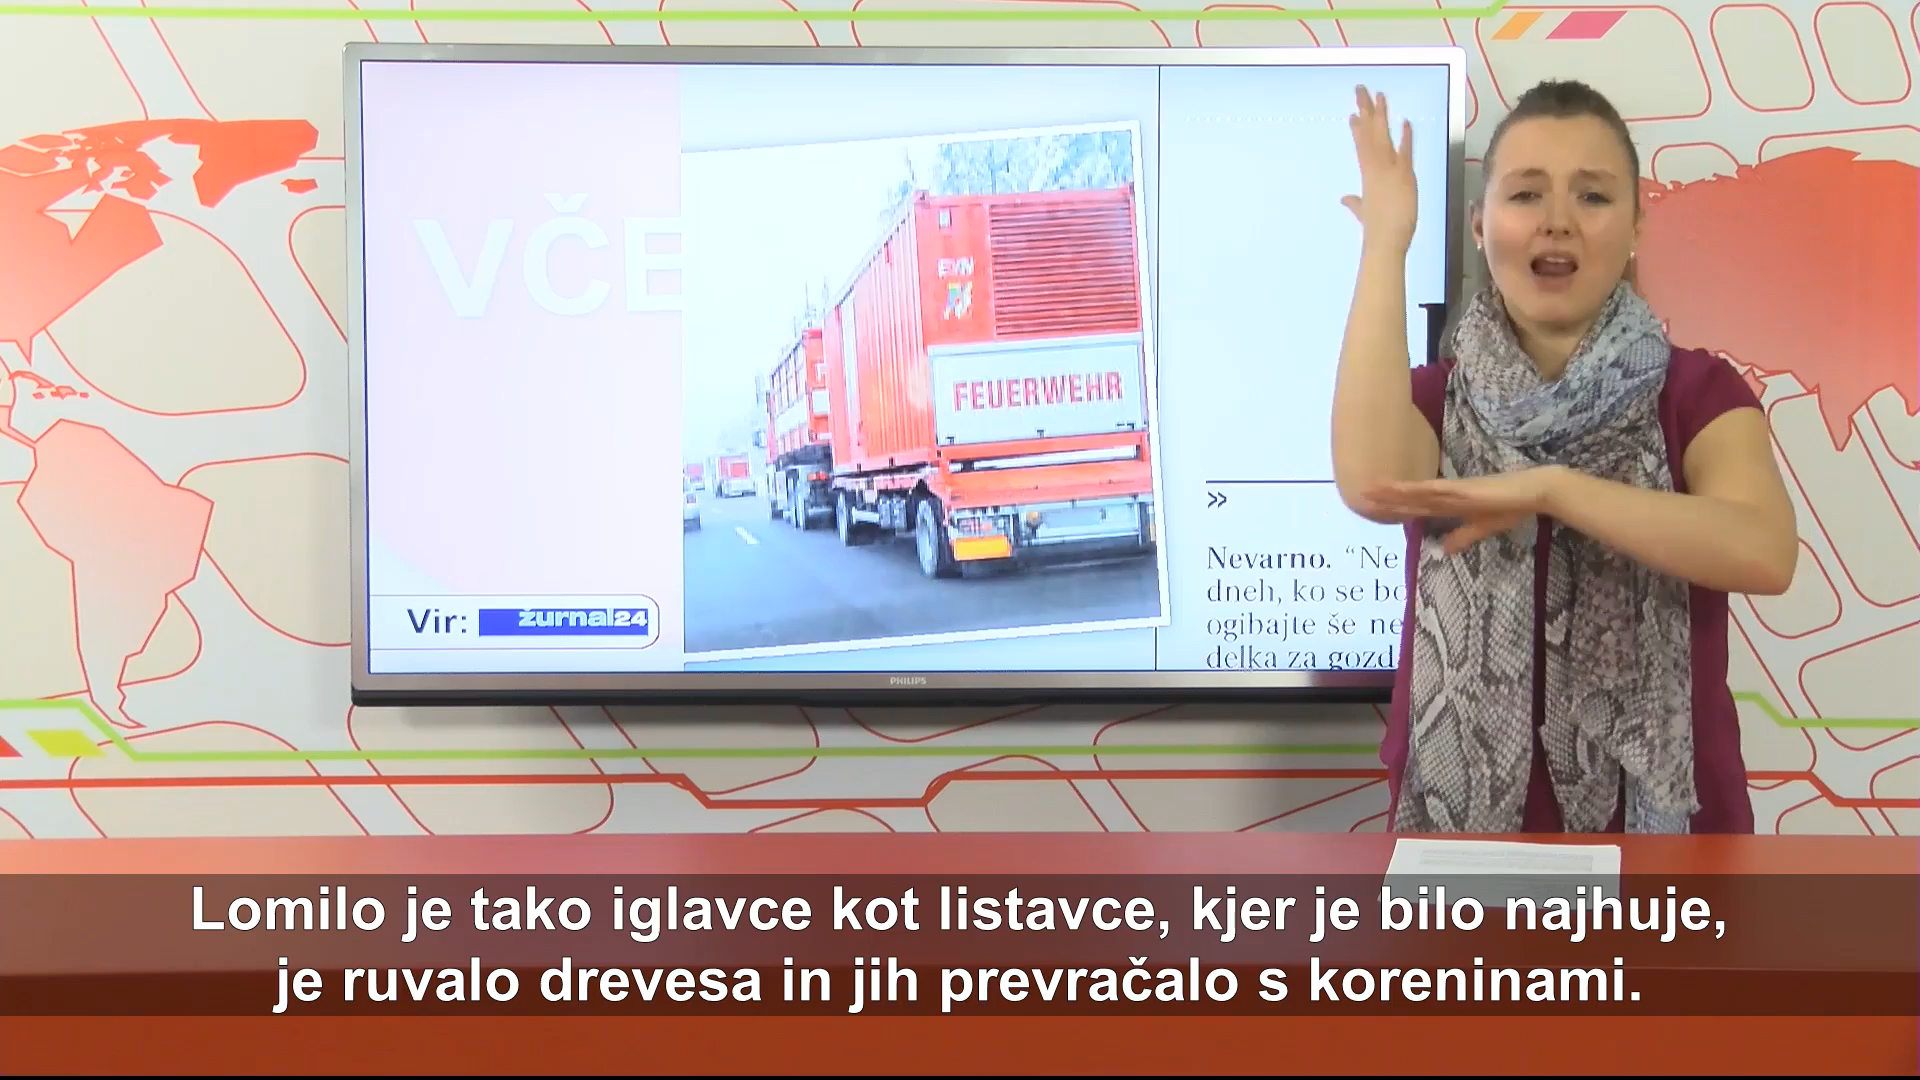 VČE
EVN
FEUERWEHR
»
Nevarno. “Ne
dneh, ko se bo
ogibajte še ne
delka za gozd
Vir: žurnal24
PHILIPS
Lomilo je tako iglavce kot listavce, kjer je bilo najhuje,
je ruvalo drevesa in jih prevračalo s koreninami.